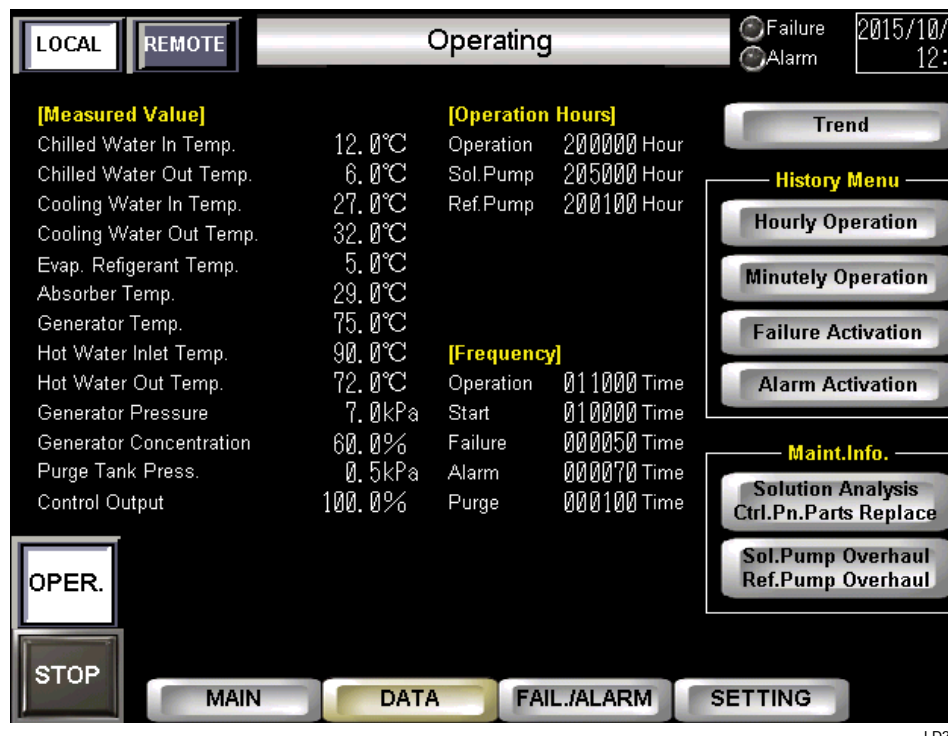 LOCAL REMOTE Operating Failure 2015/10/
Alarm 12:
[Measured Value] [Operation Hours] Trend
Chilled Water In Temp. 12.0℃ Operation 200000 Hour
Chilled Water Out Temp. 6.0℃ Sol.Pump 205000 Hour History Menu
Cooling Water In Temp. 27.0℃ Ref.Pump 200100 Hour Hourly Operation
Cooling Water Out Temp. 32.0℃
Evap. Refigerant Temp. 5.0℃ Minutely Operation
Absorber Temp. 29.0℃
Generator Temp. 75.0℃ Failure Activation
Hot Water Inlet Temp. 90.0℃ [Frequency]
Hot Water Out Temp. 72.0℃ Operation 011000 Time Alarm Activation
Generator Pressure 7.0kPa Start 010000 Time
Generator Concentration 60.0% Failure 000050 Time Maint.Info.
Purge Tank Press. 0.5kPa Alarm 000070 Time Solution Analysis
Control Output 100.0% Purge 000100 Time Ctrl.Pn.Parts Replace
Sol.Pump Overhaul
OPER. Ref.Pump Overhaul
STOP
MAIN DATA FAIL./ALARM SETTING